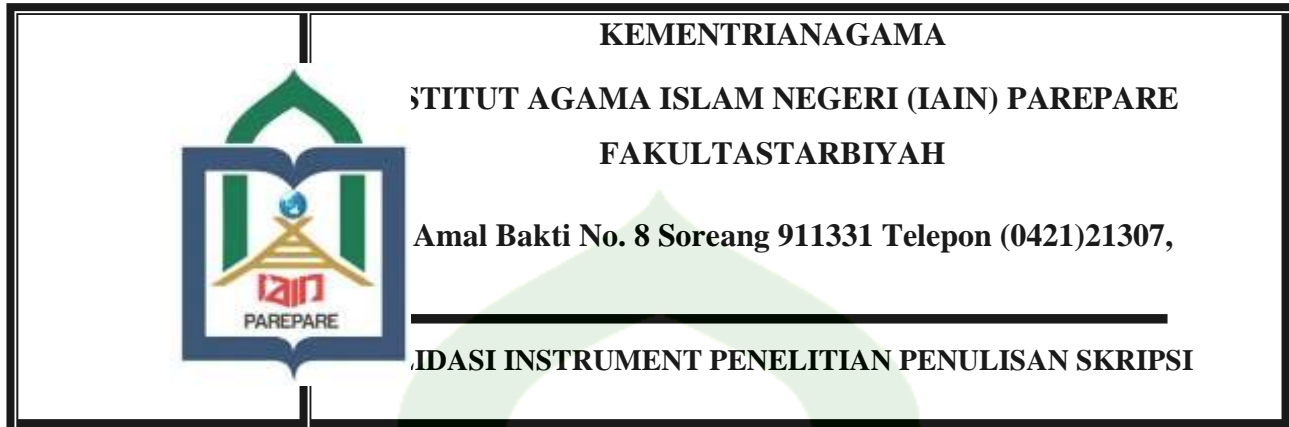 KEMENTRIANAGAMA
STITUT AGAMA ISLAM NEGERI (IAIN) PAREPARE
FAKULTASTARBIYAH
Amal Bakti No. 8 Soreang 911331 Telepon (0421)21307,
IAIN
PAREPARE
LIDASI INSTRUMENT PENELITIAN PENULISAN SKRIPSI